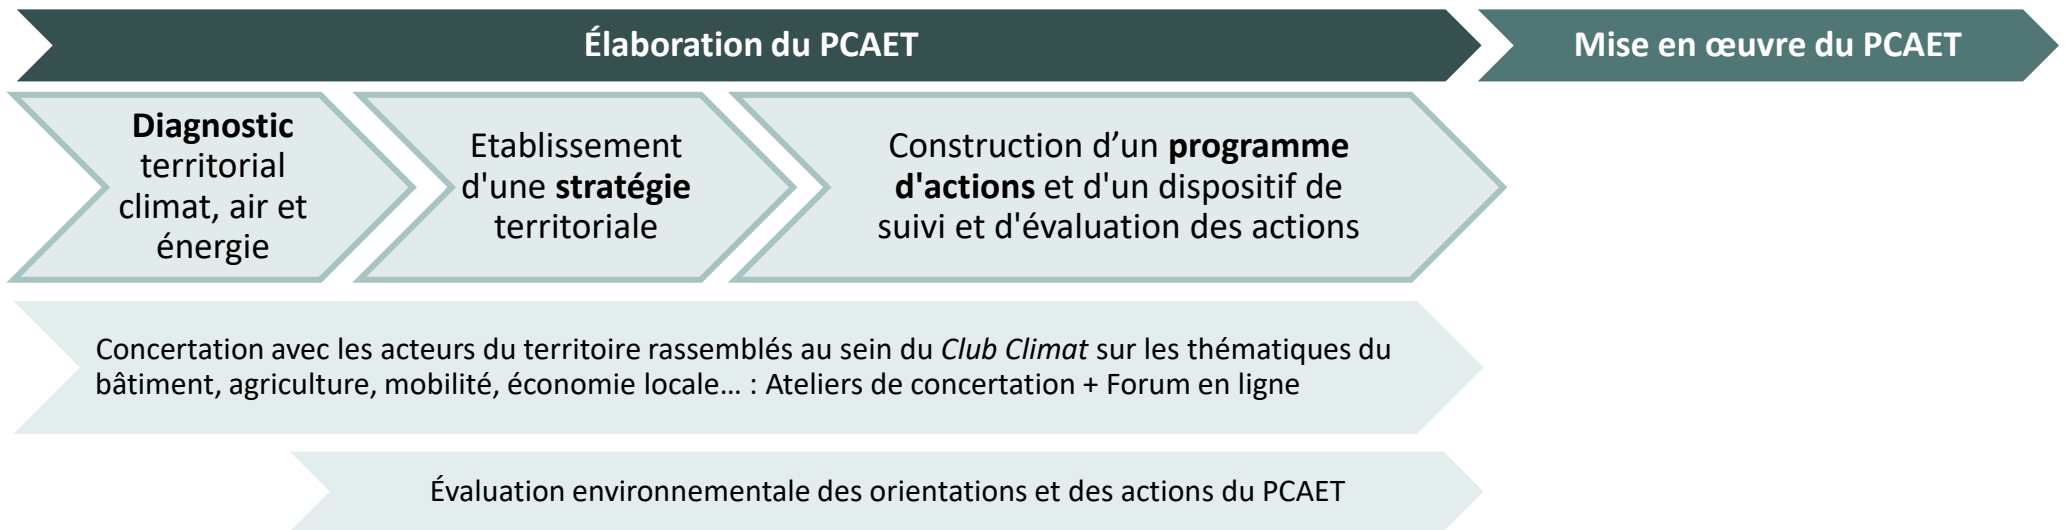 Élaboration du PCAET
Mise en œuvre du PCAET
Diagnostic
territorial
climat, air et
énergie
Etablissement
d'une stratégie
territoriale
Construction d’un programme
d'actions et d'un dispositif de
suivi et d'évaluation des actions
Concertation avec les acteurs du territoire rassemblés au sein du Club Climat sur les thématiques du
bâtiment, agriculture, mobilité, économie locale… : Ateliers de concertation + Forum en ligne
Évaluation environnementale des orientations et des actions du PCAET